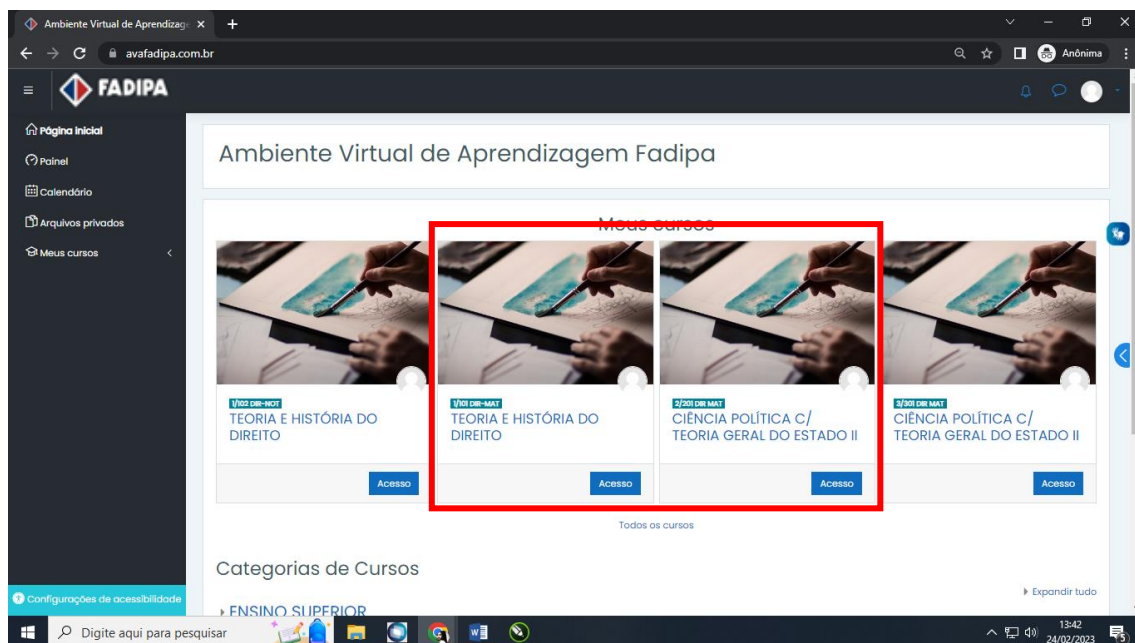 Ambiente Virtual de Aprendizage
avafadipa.com.br
Anônima
FADIPA
Página inicial
Painel
Calendário
Arquivos privados
Meus cursos
Ambiente Virtual de Aprendizagem Fadipa
Meus cursos
1/102 DIR-NOT
TEORIA E HISTÓRIA DO
DIREITO
Acesso
1/101 DIR-MAT
TEORIA E HISTÓRIA DO
DIREITO
Acesso
2/201 DIR MAT
CIÊNCIA POLÍTICA C/
TEORIA GERAL DO ESTADO II
Acesso
3/301 DIR MAT
CIÊNCIA POLÍTICA C/
TEORIA GERAL DO ESTADO II
Acesso
Todos os cursos
Categorias de Cursos
Expandir tudo
ENSINO SUPERIOR
Configurações de acessibilidade
Digite aqui para pesquisar
13:42
24/02/2023
5